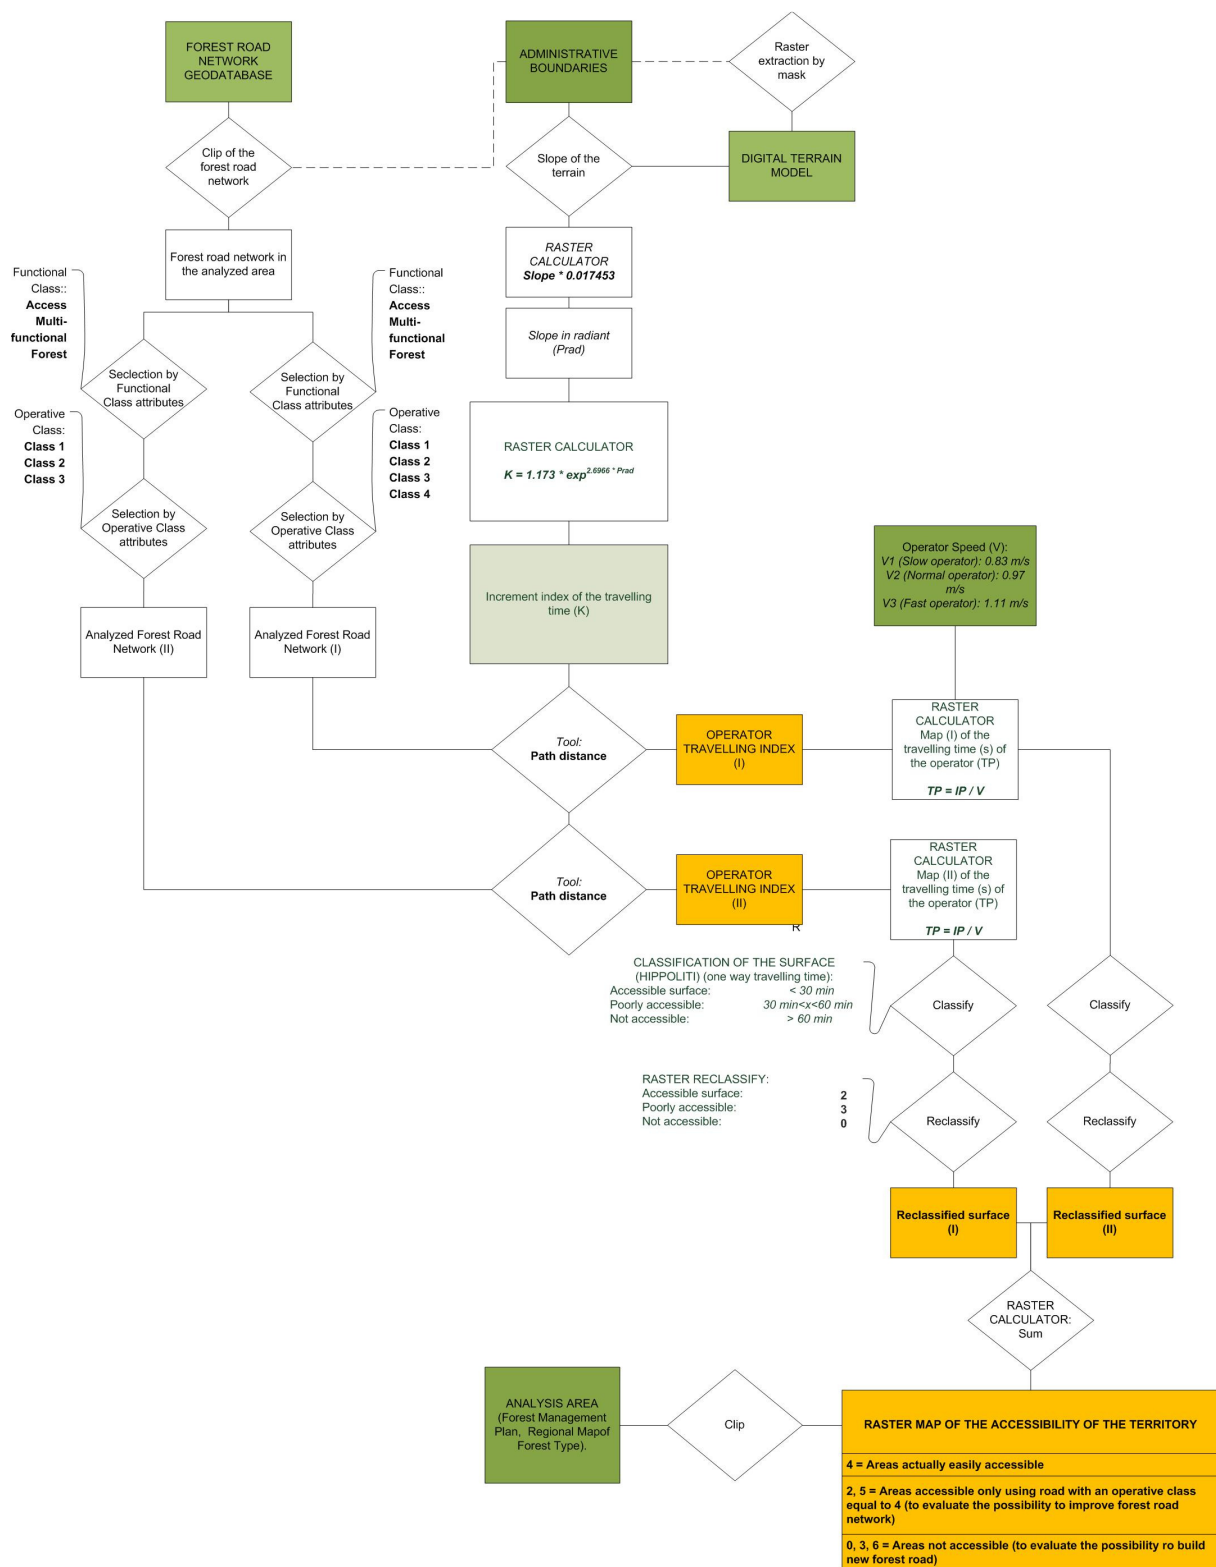 FOREST ROAD
NETWORK
GEODATABASE
ADMINISTRATIVE
BOUNDARIES
Raster
extraction by
mask
Clip of the
forest road
network
Slope of the
terrain
DIGITAL TERRAIN
MODEL
Forest road network in
the analyzed area
RASTER
CALCULATOR
Slope * 0.017453
Functional
Class::
Access
Multi-
functional
Forest
Functional
Class::
Access
Multi-
functional
Forest
Slope in radiant
(Prad)
Seclection by
Functional
Class attributes
Selection by
Functional
Class attributes
Operative
Class:
Class 1
Class 2
Class 3
Operative
Class:
Class 1
Class 2
Class 3
Class 4
RASTER CALCULATOR
K = 1.173 * exp2.6966 * Prad
Selection by
Operative Class
attributes
Selection by
Operative Class
attributes
Operator Speed (V):
V1 (Slow operator): 0.83 m/s
V2 (Normal operator): 0.97
m/s
V3 (Fast operator): 1.11 m/s
Increment index of the travelling
time (K)
Analyzed Forest Road
Network (II)
Analyzed Forest Road
Network (I)
Tool:
Path distance
OPERATOR
TRAVELLING INDEX
(I)
RASTER
CALCULATOR
Map (I) of the
travelling time (s) of
the operator (TP)
TP = IP / V
Tool:
Path distance
OPERATOR
TRAVELLING INDEX
(II)
R
RASTER
CALCULATOR
Map (II) of the
travelling time (s) of
the operator (TP)
TP = IP / V
CLASSIFICATION OF THE SURFACE
(HIPPOLITI) (one way travelling time):
Accessible surface: < 30 min
Poorly accessible: 30 min<x<60 min
Not accessible: > 60 min
Classify
Classify
RASTER RECLASSIFY:
Accessible surface: 2
Poorly accessible: 3
Not accessible: 0
Reclassify
Reclassify
Reclassified surface
(I)
Reclassified surface
(II)
RASTER
CALCULATOR:
Sum
ANALYSIS AREA
(Forest Management
Plan, Regional Mapof
Forest Type).
Clip
RASTER MAP OF THE ACCESSIBILITY OF THE TERRITORY
4 = Areas actually easily accessible
2, 5 = Areas accessible only using road with an operative class
equal to 4 (to evaluate the possibility to improve forest road
network)
0, 3, 6 = Areas not accessible (to evaluate the possibility ro build
new forest road)